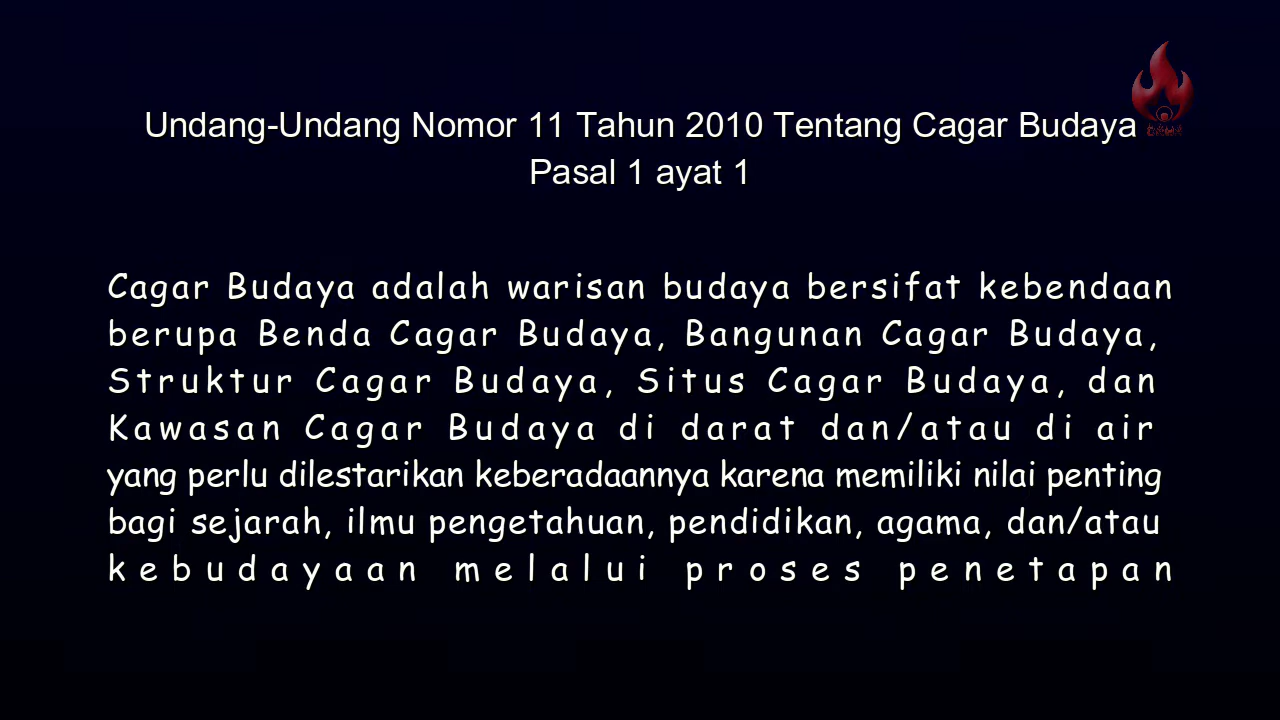 Undang-Undang Nomor 11 Tahun 2010 Tentang Cagar Budaya
Pasal 1 ayat 1
Cagar Budaya adalah warisan budaya bersifat kebendaan
berupa Benda Cagar Budaya, Bangunan Cagar Budaya,
Struktur Cagar Budaya, Situs Cagar Budaya, dan
Kawasan Cagar Budaya di darat dan/atau di air
yang perlu dilestarikan keberadaannya karena memiliki nilai penting
bagi sejarah, ilmu pengetahuan, pendidikan, agama, dan/atau
kebudayaan melalui proses penetapan